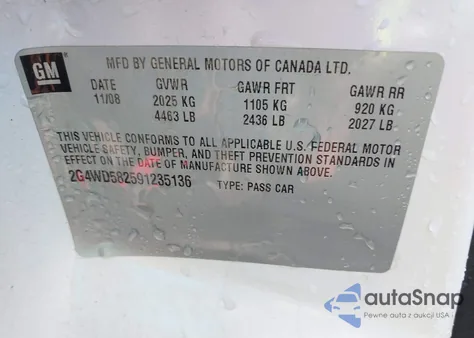 GM
MFD BY GENERAL MOTORS OF CANADA LTD.
DATE GVWR GAWR FRT GAWR RR
11/08 2025 KG 1105 KG 920 KG
4463 LB 2436 LB 2027 LB
THIS VEHICLE CONFORMS TO ALL APPLICABLE U.S. FEDERAL MOTOR
VEHICLE SAFETY, BUMPER, AND THEFT PREVENTION STANDARDS IN
EFFECT ON THE DATE OF MANUFACTURE SHOWN ABOVE.
2G4WD582591235136 TYPE: PASS CAR
autoSnap
Pewne auta z aukcji USA